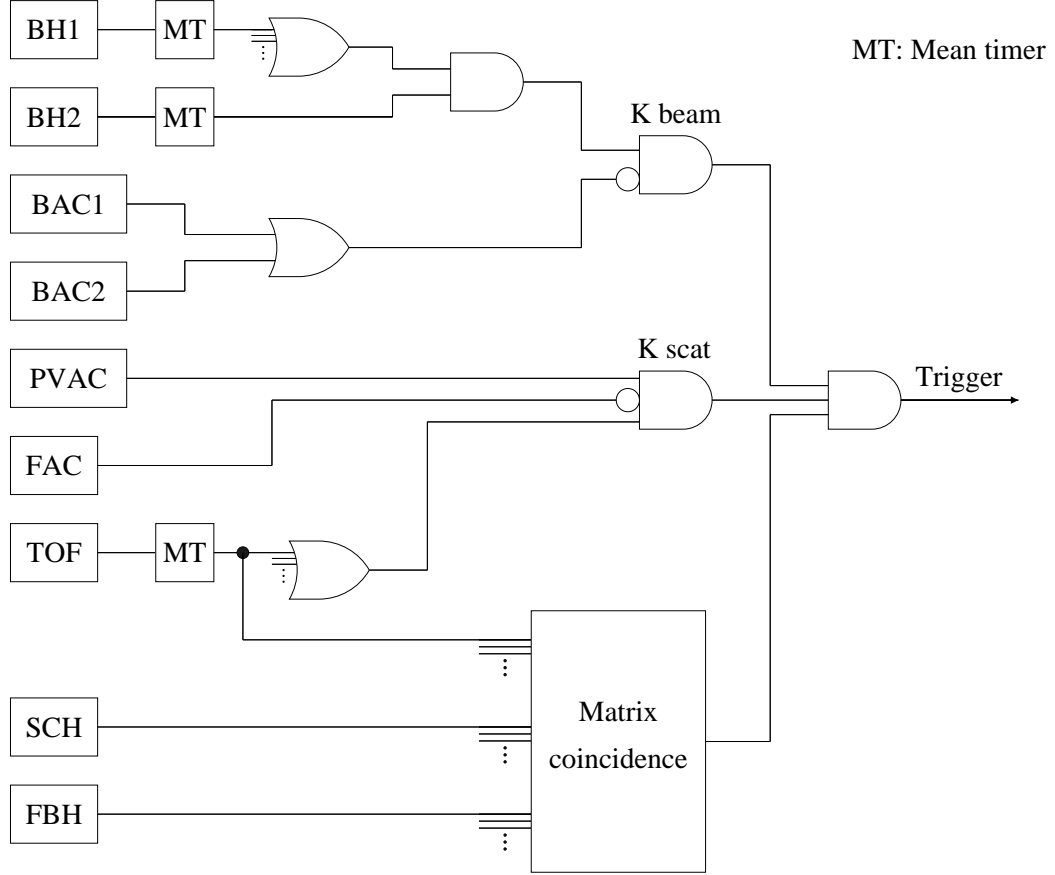 BH1
MT
MT: Mean timer
BH2
MT
K beam
BAC1
BAC2
K scat
PVAC
Trigger
FAC
TOF
MT
SCH
Matrix
coincidence
FBH